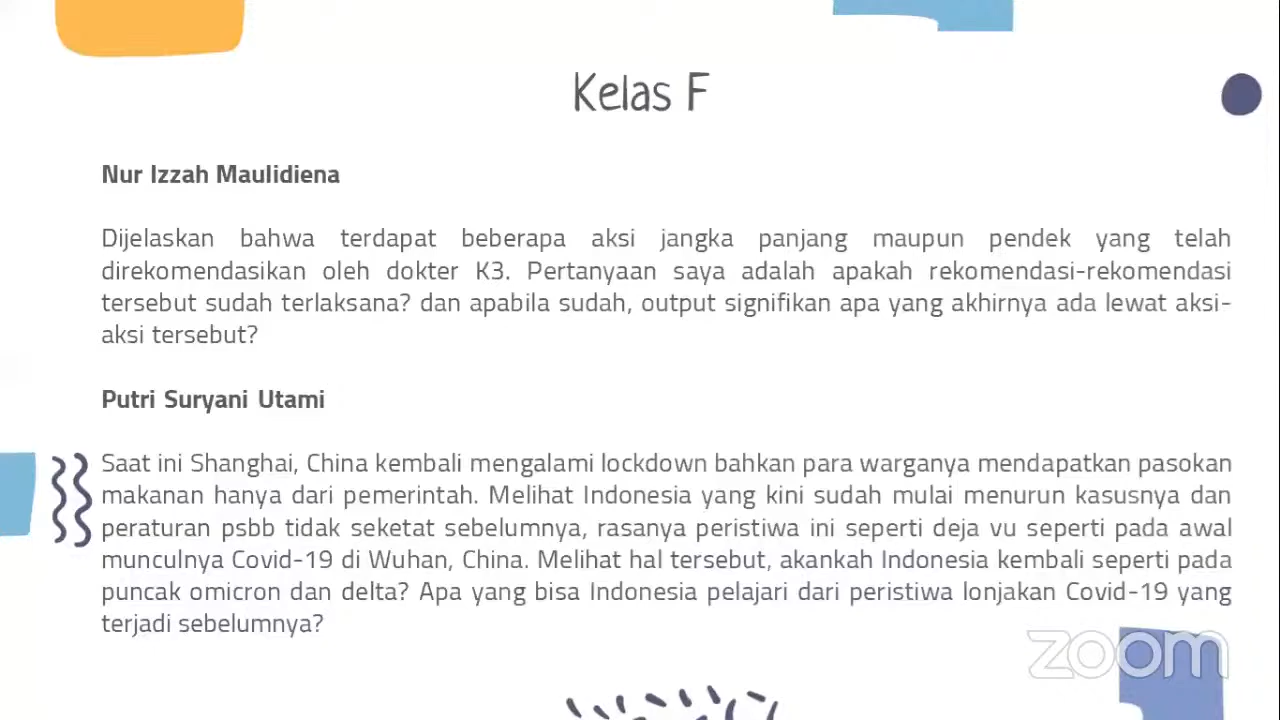 Kelas F
Nur Izzah Maulidiena
Dijelaskan bahwa terdapat beberapa aksi jangka panjang maupun pendek yang telah
direkomendasikan oleh dokter K3. Pertanyaan saya adalah apakah rekomendasi-rekomendasi
tersebut sudah terlaksana? dan apabila sudah, output signifikan apa yang akhirnya ada lewat aksi-
aksi tersebut?
Putri Suryani Utami
Saat ini Shanghai, China kembali mengalami lockdown bahkan para warganya mendapatkan pasokan
makanan hanya dari pemerintah. Melihat Indonesia yang kini sudah mulai menurun kasusnya dan
peraturan psbb tidak seketat sebelumnya, rasanya peristiwa ini seperti deja vu seperti pada awal
munculnya Covid-19 di Wuhan, China. Melihat hal tersebut, akankah Indonesia kembali seperti pada
puncak omicron dan delta? Apa yang bisa Indonesia pelajari dari peristiwa lonjakan Covid-19 yang
terjadi sebelumnya?
zoom